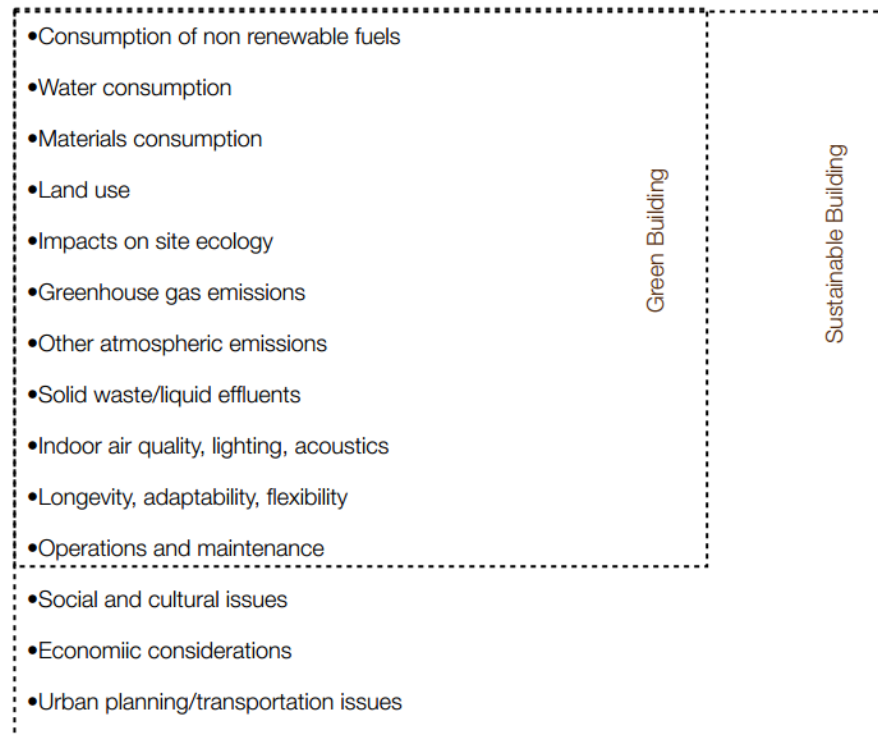 •Consumption of non renewable fuels
•Water consumption
•Materials consumption
•Land use
•Impacts on site ecology
•Greenhouse gas emissions
•Other atmospheric emissions
•Solid waste/liquid effluents
•Indoor air quality, lighting, acoustics
•Longevity, adaptability, flexibility
•Operations and maintenance
•Social and cultural issues
•Economiic considerations
•Urban planning/transportation issues
Green Building
Sustainable Building